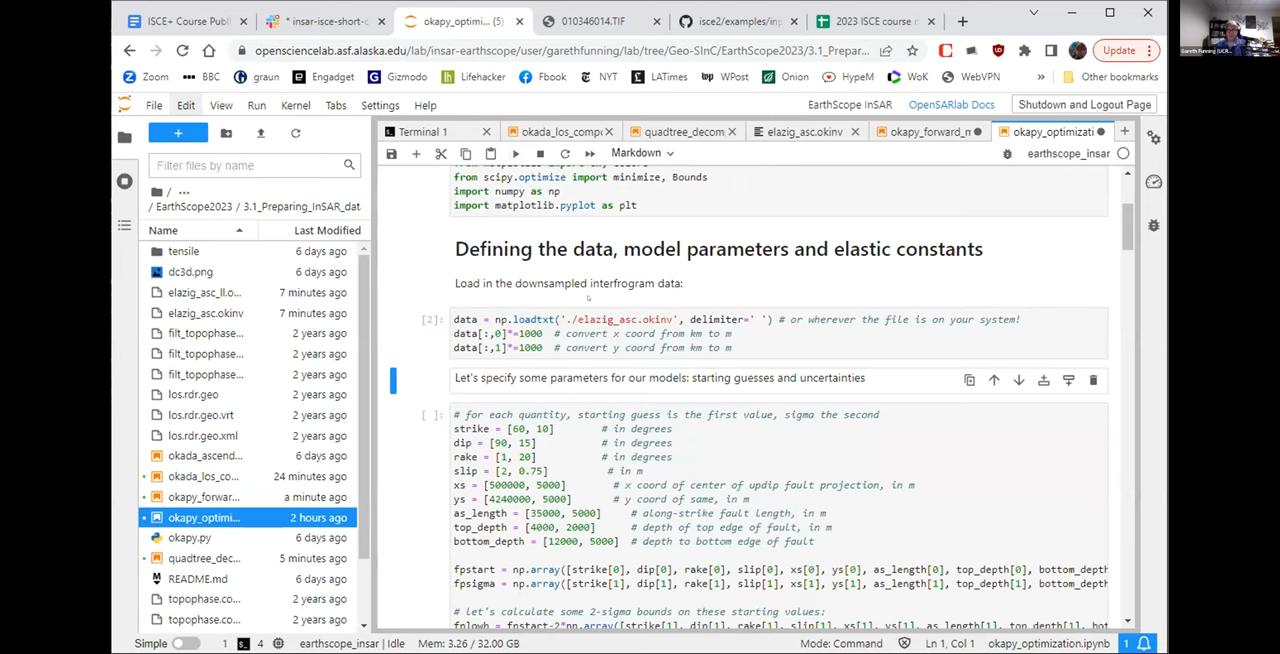 ISCE+ Course Publ
* insar-isce-short-c
okapy_optimi... (5)
010346014.TIF
isce2/examples/inp
2023 ISCE course m
opensciencelab.asf.alaska.edu/lab/insar-earthscope/user/garethfunning/lab/tree/Geo-SInC/EarthScope2023/3.1_Prepar...
Update
Zoom
BBC
graun
Engadget
Gizmodo
Lifehacker
Fbook
NYT
LATimes
WPost
Onion
HypeM
WoK
WebVPN
»
Other bookmarks
File Edit View Run Kernel Tabs Settings Help
EarthScope InSAR
OpenSARlab Docs
Shutdown and Logout Page
Filter files by name
/ ...
/ EarthScope2023 / 3.1_Preparing_InSAR_dat
Name Last Modified
tensile 6 days ago
dc3d.png 6 days ago
elazig_asc_ll.o... 7 minutes ago
elazig_asc.okinv 7 minutes ago
filt_topophase... 2 years ago
filt_topophase... 2 years ago
filt_topophase... 2 years ago
los.rdr.geo 2 years ago
los.rdr.geo.vrt 2 years ago
los.rdr.geo.xml 2 years ago
okada_ascend... 6 days ago
okada_los_co... 24 minutes ago
okapy_forwar... a minute ago
okapy_optimi... 2 hours ago
okapy.py 6 days ago
quadtree_dec... 5 minutes ago
README.md 6 days ago
topophase.co... 2 years ago
topophase.co... 2 years ago
Terminal 1
okada_los_compo
quadtree_decom
elazig_asc.okinv
okapy_forward_m
okapy_optimizati
Markdown
earthscope_insar
from scipy.optimize import minimize, Bounds
import numpy as np
import matplotlib.pyplot as plt
Defining the data, model parameters and elastic constants
Load in the downsampled interfrogram data:
[2]: data = np.loadtxt('./elazig_asc.okinv', delimiter=' ') # or wherever the file is on your system!
data[:,0]*=1000 # convert x coord from km to m
data[:,1]*=1000 # convert y coord from km to m
Let's specify some parameters for our models: starting guesses and uncertainties
[ ]: # for each quantity, starting guess is the first value, sigma the second
strike = [60, 10] # in degrees
dip = [90, 15] # in degrees
rake = [1, 20] # in degrees
slip = [2, 0.75] # in m
xs = [500000, 5000] # x coord of center of updip fault projection, in m
ys = [4240000, 5000] # y coord of same, in m
as_length = [35000, 5000] # along-strike fault length, in m
top_depth = [4000, 2000] # depth of top edge of fault, in m
bottom_depth = [12000, 5000] # depth to bottom edge of fault
fpstart = np.array([strike[0], dip[0], rake[0], slip[0], xs[0], ys[0], as_length[0], top_depth[0], bottom_depth
fpsigma = np.array([strike[1], dip[1], rake[1], slip[1], xs[1], ys[1], as_length[1], top_depth[1], bottom_depth
# let's calculate some 2-sigma bounds on these starting values:
Simple
1
4
earthscope_insar | Idle
Mem: 3.26 / 32.00 GB
Mode: Command
Ln 1, Col 1
okapy_optimization.ipynb
1